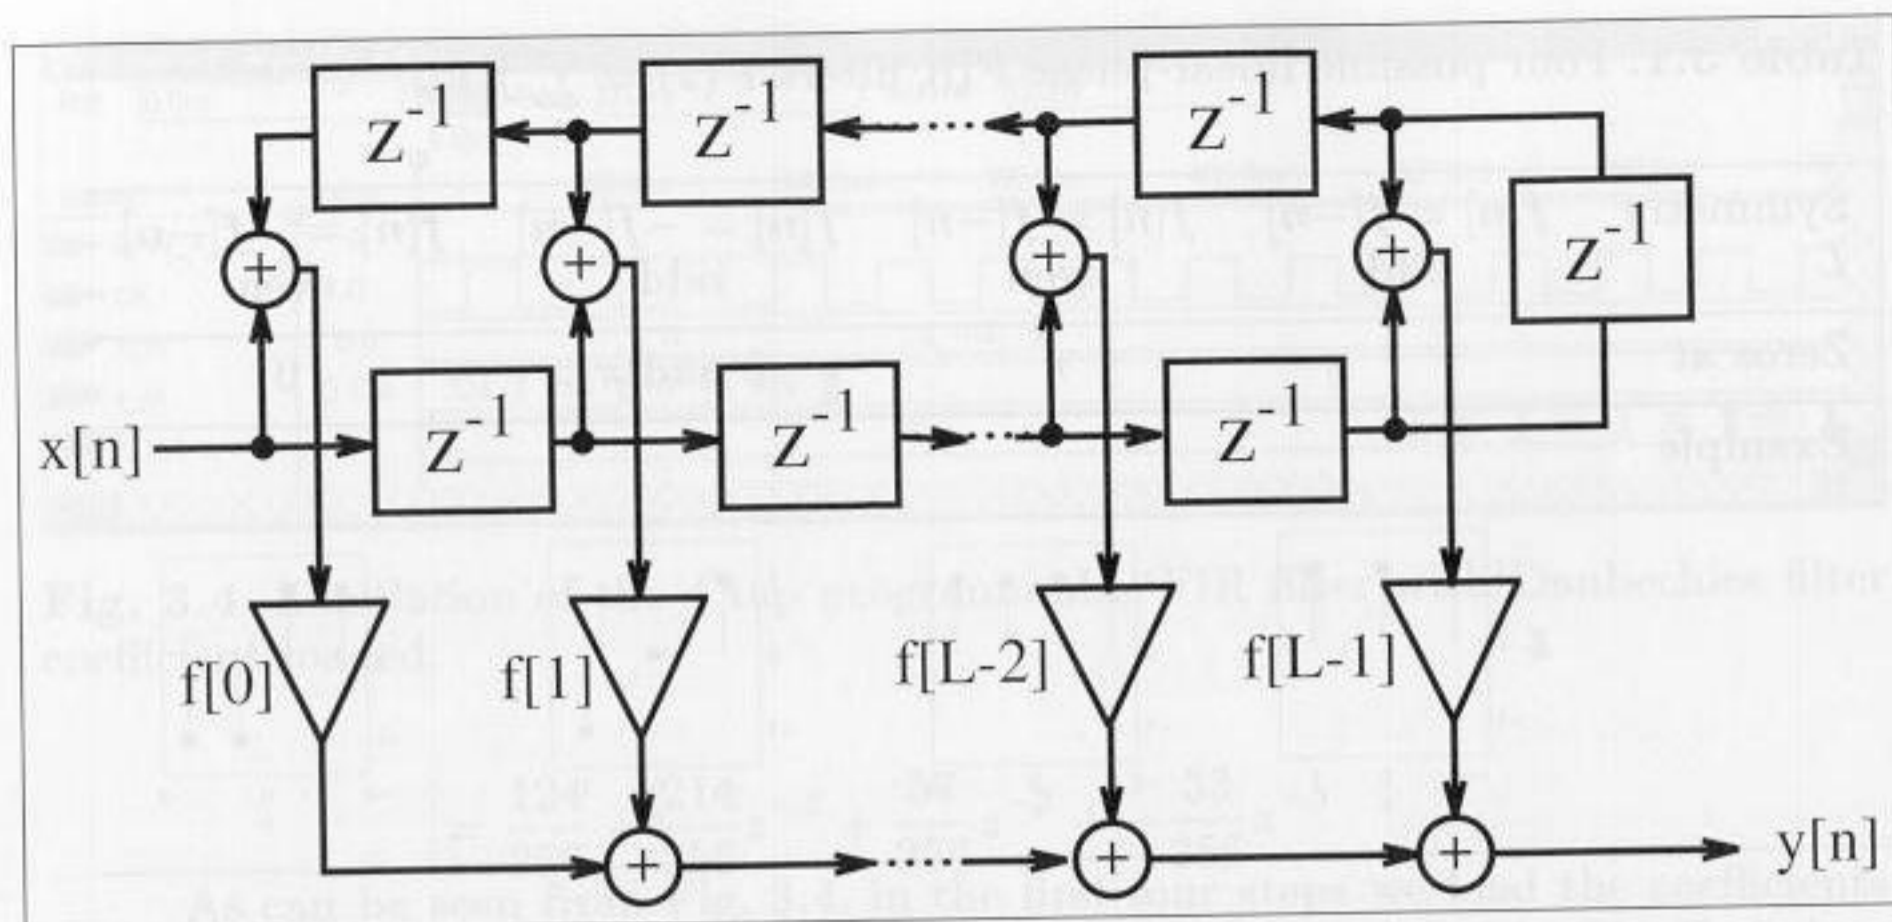 z^-1 z^-1 z^-1
+ + + + z^-1
x[n] z^-1 z^-1 z^-1
f[0] f[1] f[L-2] f[L-1]
+ + + y[n]